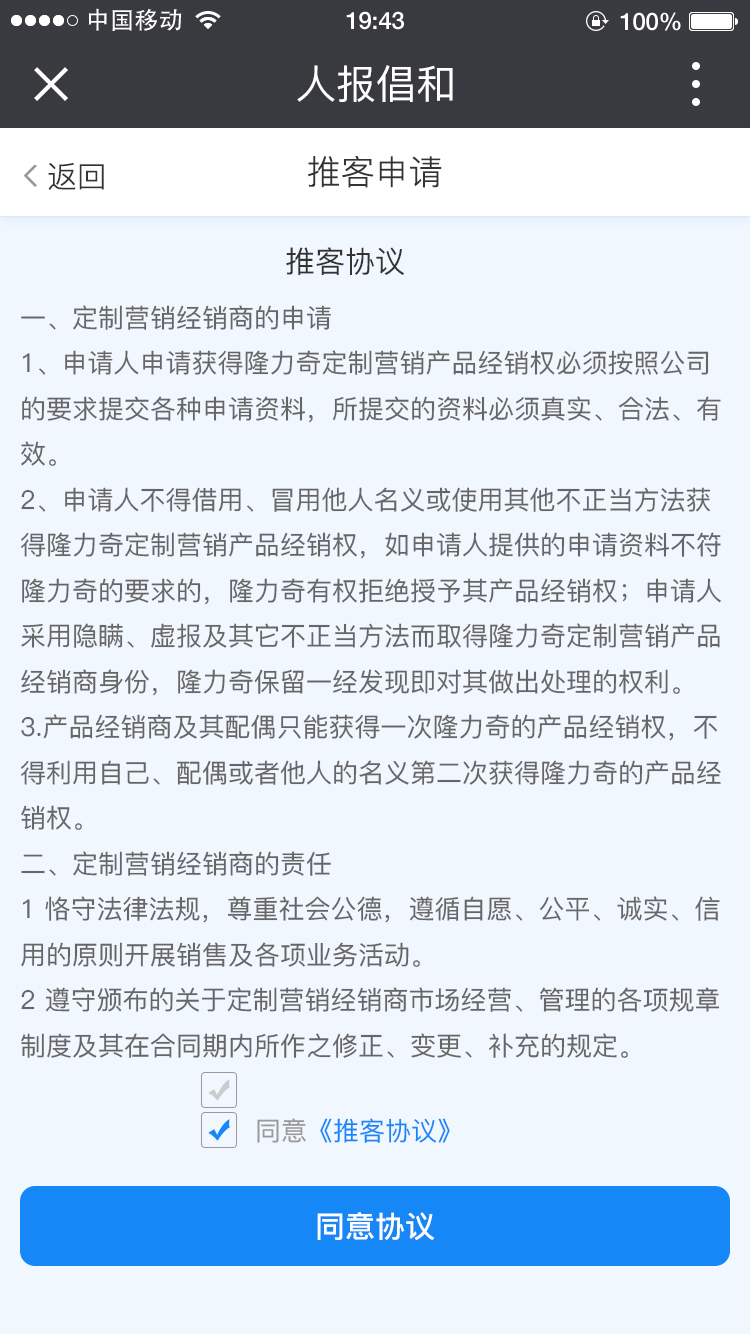 中国移动 19:43 100%
人报倡和
返回 推客申请
推客协议
一、定制营销经销商的申请
1、申请人申请获得隆力奇定制营销产品经销权必须按照公司
的要求提交各种申请资料，所提交的资料必须真实、合法、有
效。
2、申请人不得借用、冒用他人名义或使用其他不正当方法获
得隆力奇定制营销产品经销权，如申请人提供的申请资料不符
隆力奇的要求的，隆力奇有权拒绝授予其产品经销权；申请人
采用隐瞒、虚报及其它不正当方法而取得隆力奇定制营销产品
经销商身份，隆力奇保留一经发现即对其做出处理的权利。
3.产品经销商及其配偶只能获得一次隆力奇的产品经销权，不
得利用自己、配偶或者他人的名义第二次获得隆力奇的产品经
销权。
二、定制营销经销商的责任
1 恪守法律法规，尊重社会公德，遵循自愿、公平、诚实、信
用的原则开展销售及各项业务活动。
2 遵守颁布的关于定制营销经销商市场经营、管理的各项规章
制度及其在合同期内所作之修正、变更、补充的规定。
同意《推客协议》
同意协议